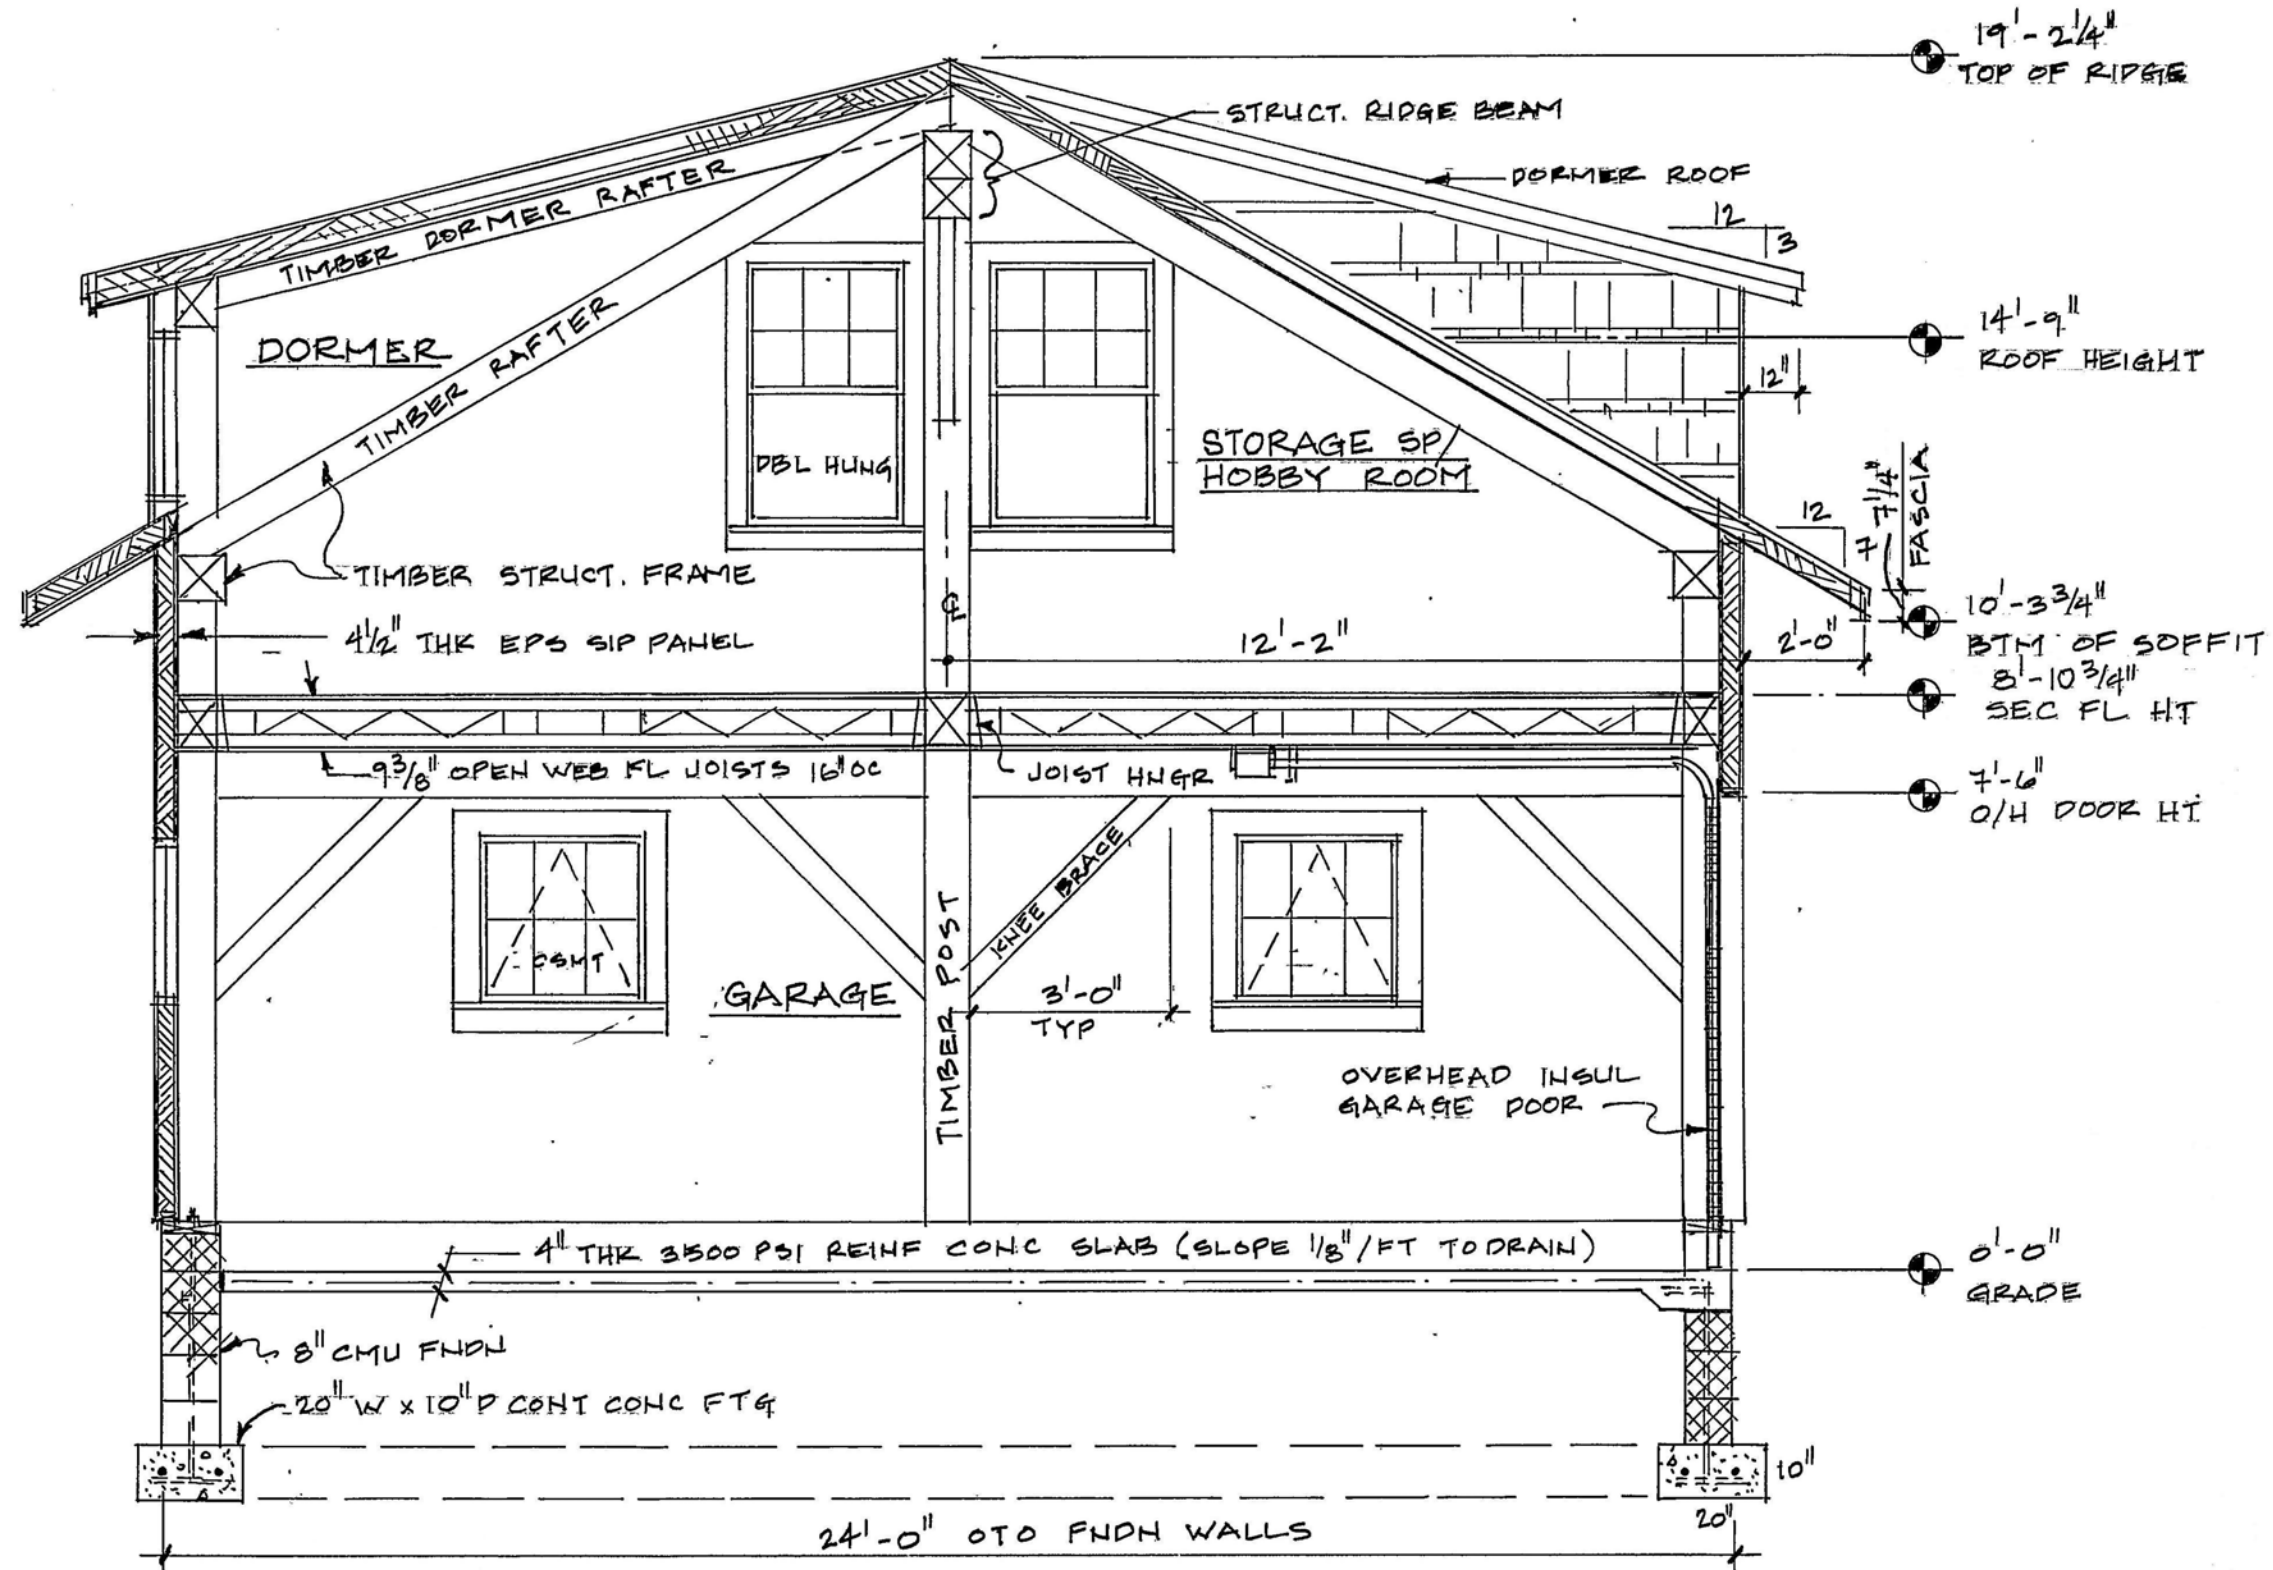 19'-2 1/4"
TOP OF RIDGE
STRUCT. RIDGE BEAM
DORMER ROOF
12
3
TIMBER DORMER RAFTER
14'-9"
ROOF HEIGHT
DORMER
TIMBER RAFTER
12"
DBL HUNG
STORAGE SP/
HOBBY ROOM
7 1/4"
FASCIA
12
7
TIMBER STRUCT. FRAME
10'-3 3/4"
BTM OF SOFFIT
4 1/2" THK EPS SIP PANEL
12'-2"
2'-0"
8'-10 3/4"
SEC FL HT
9 3/8" OPEN WEB FL JOISTS 16" OC
JOIST HNGR
7'-6"
O/H DOOR HT
KNEE BRACE
CSMT
GARAGE
TIMBER POST
3'-0"
TYP
OVERHEAD INSUL
GARAGE DOOR
4" THK 3500 PSI REINF CONC SLAB (SLOPE 1/8"/FT TO DRAIN)
0'-0"
GRADE
8" CMU FNDN
20" W x 10" D CONT CONC FTG
10"
20"
24'-0" OTO FNDN WALLS